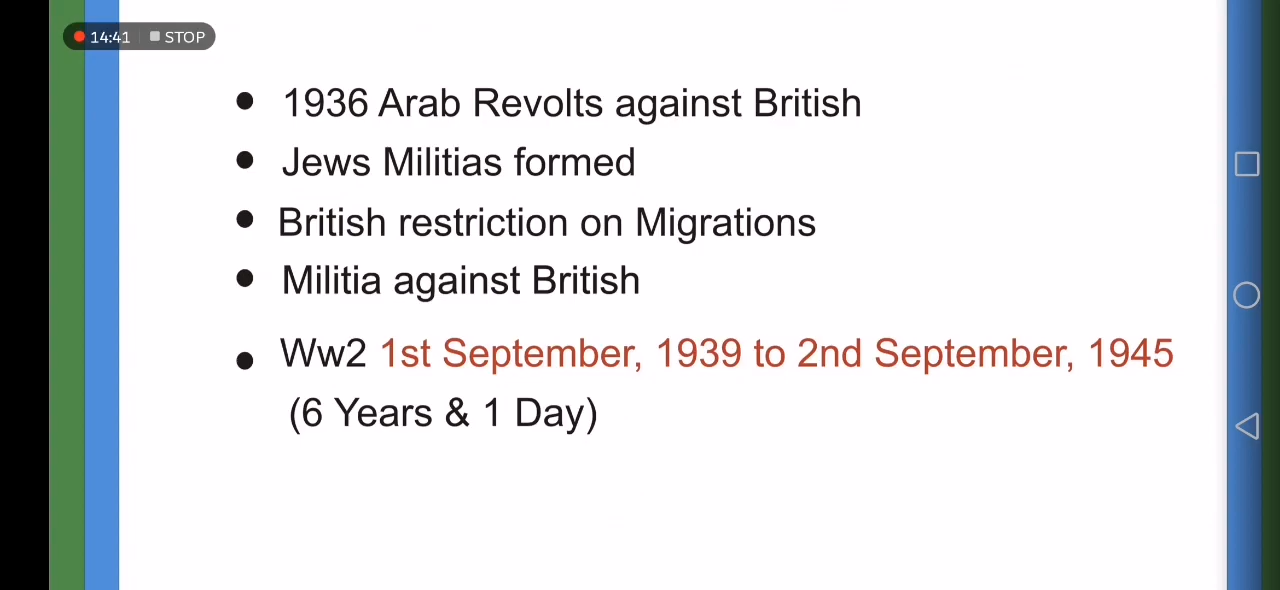 14:41 STOP
● 1936 Arab Revolts against British
● Jews Militias formed
● British restriction on Migrations
● Militia against British
● Ww2 1st September, 1939 to 2nd September, 1945
(6 Years & 1 Day)